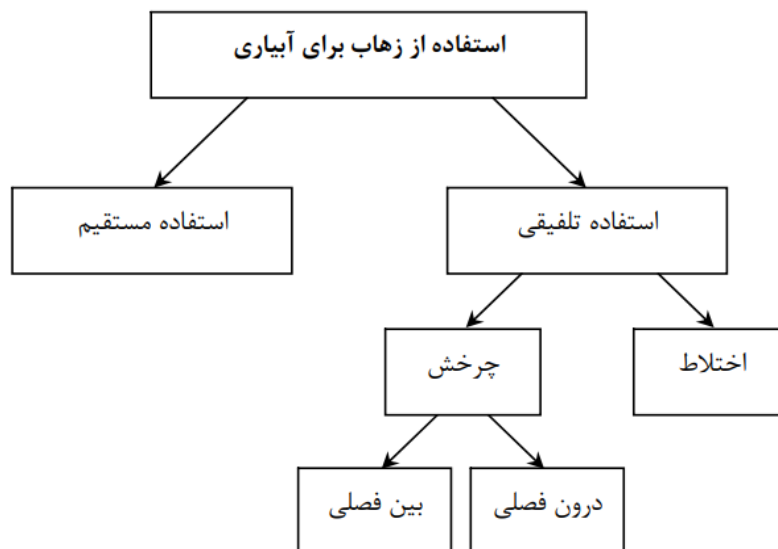 استفاده از زهاب برای آبیاری
استفاده تلفیقی
استفاده مستقیم
اختلاط
چرخش
درون فصلی
بین فصلی